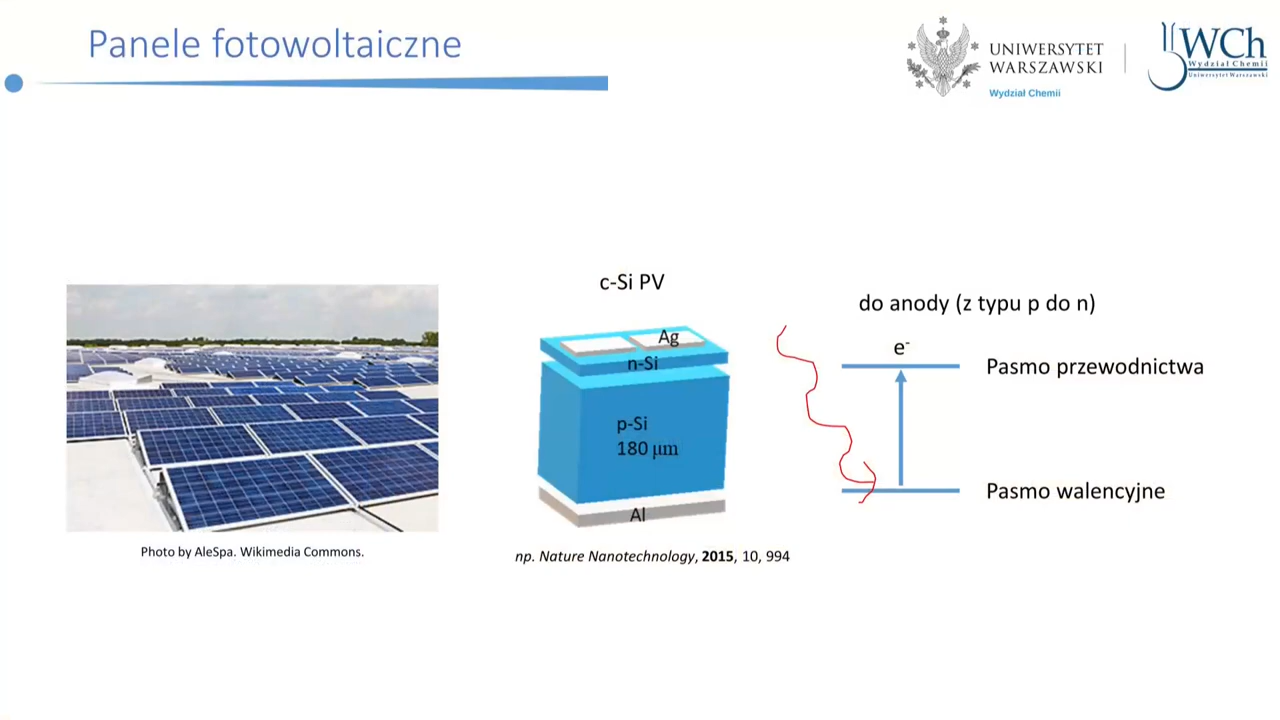 Panele fotowoltaiczne
UNIWERSYTET
WARSZAWSKI
Wydział Chemii
WCh
Wydział Chemii
Uniwersytet Warszawski
c-Si PV
Ag
n-Si
p-Si
180 μm
Al
do anody (z typu p do n)
e⁻
Pasmo przewodnictwa
Pasmo walencyjne
Photo by AleSpa. Wikimedia Commons.
np. Nature Nanotechnology, 2015, 10, 994